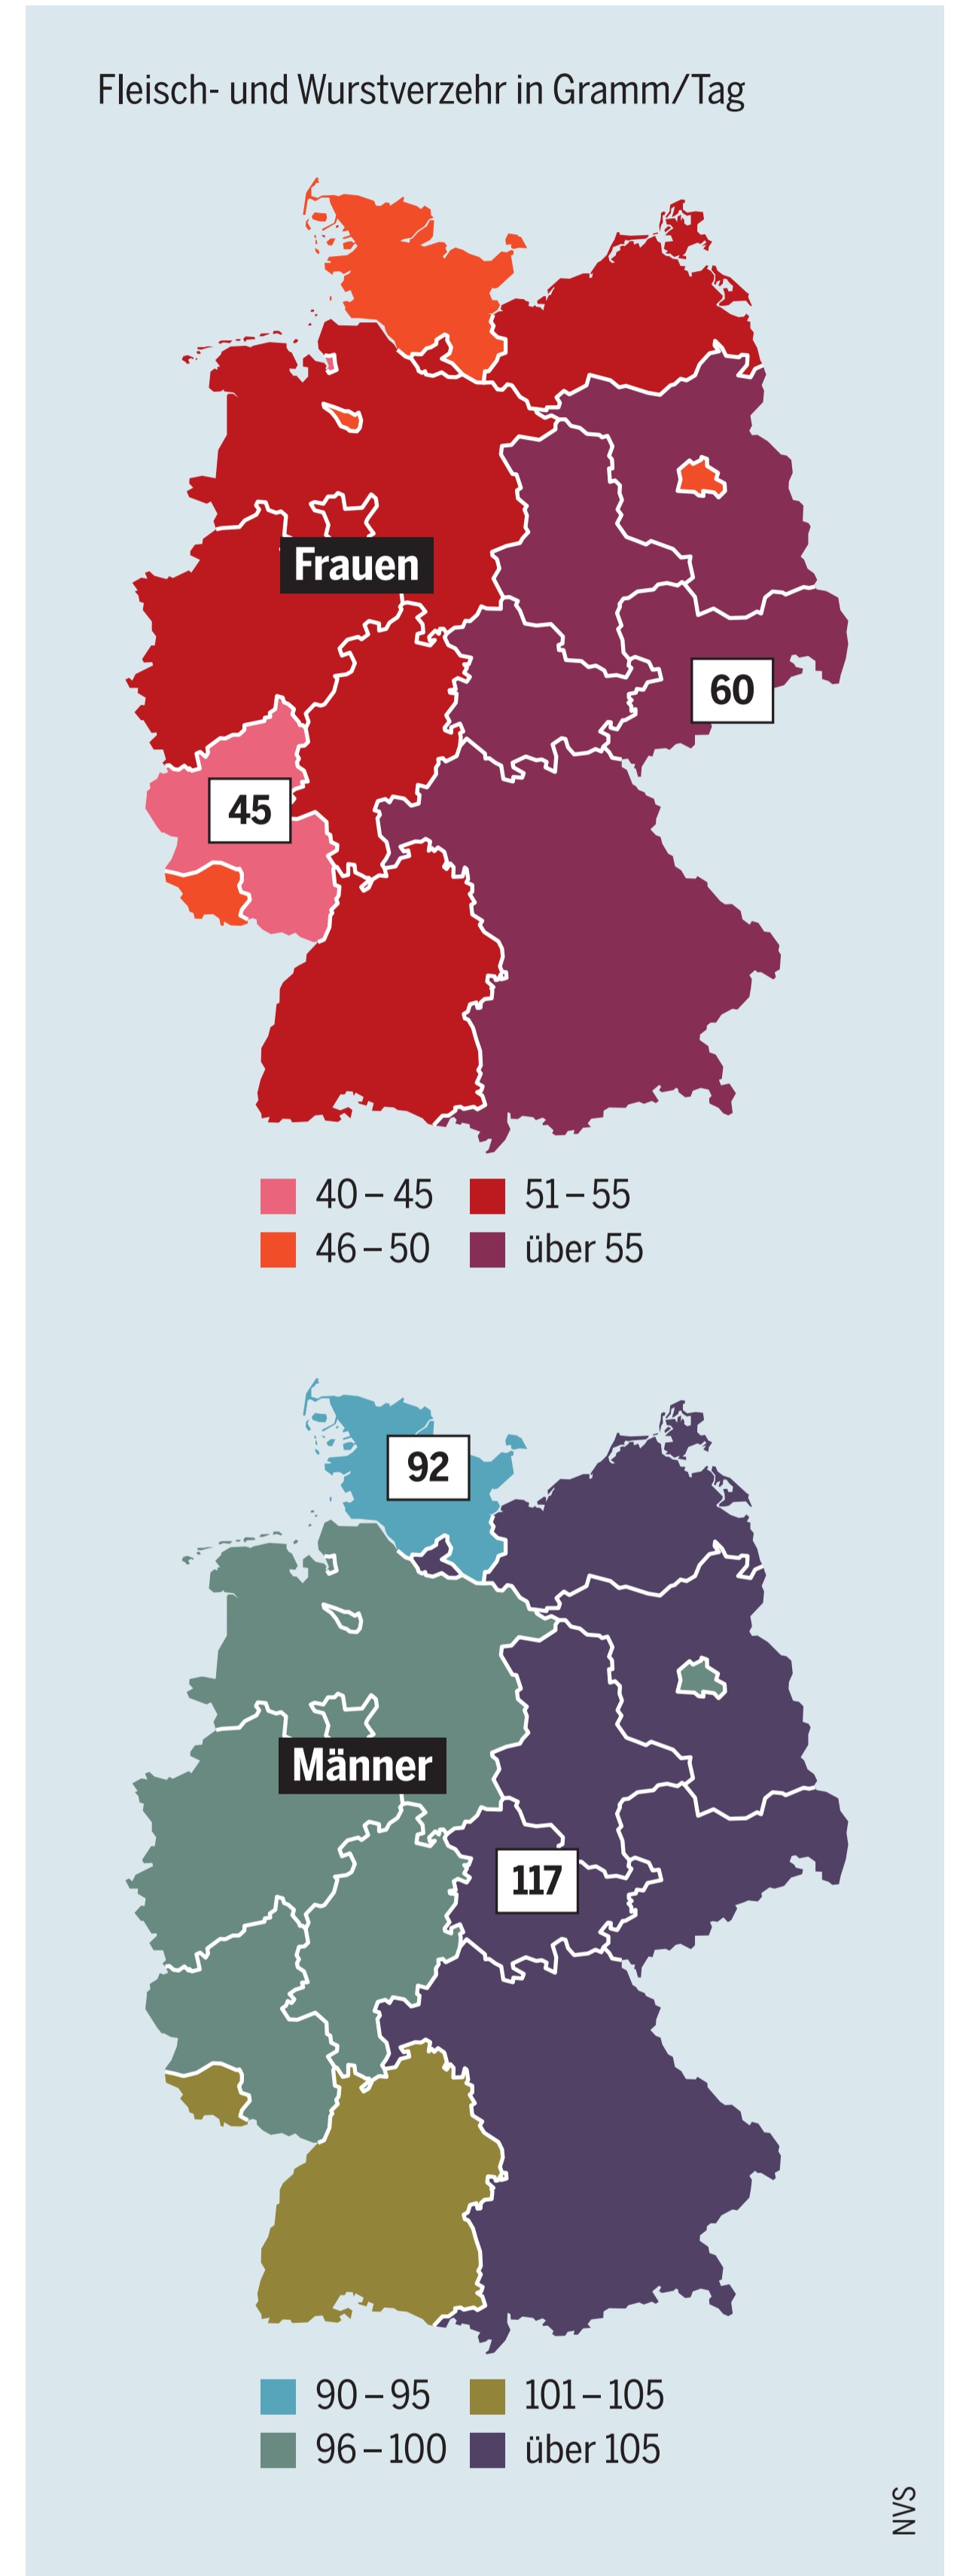 Fleisch- und Wurstverzehr in Gramm/Tag
Frauen
60
45
40 – 45
51 – 55
46 – 50
über 55
92
Männer
117
90 – 95
101 – 105
96 – 100
über 105
NVS